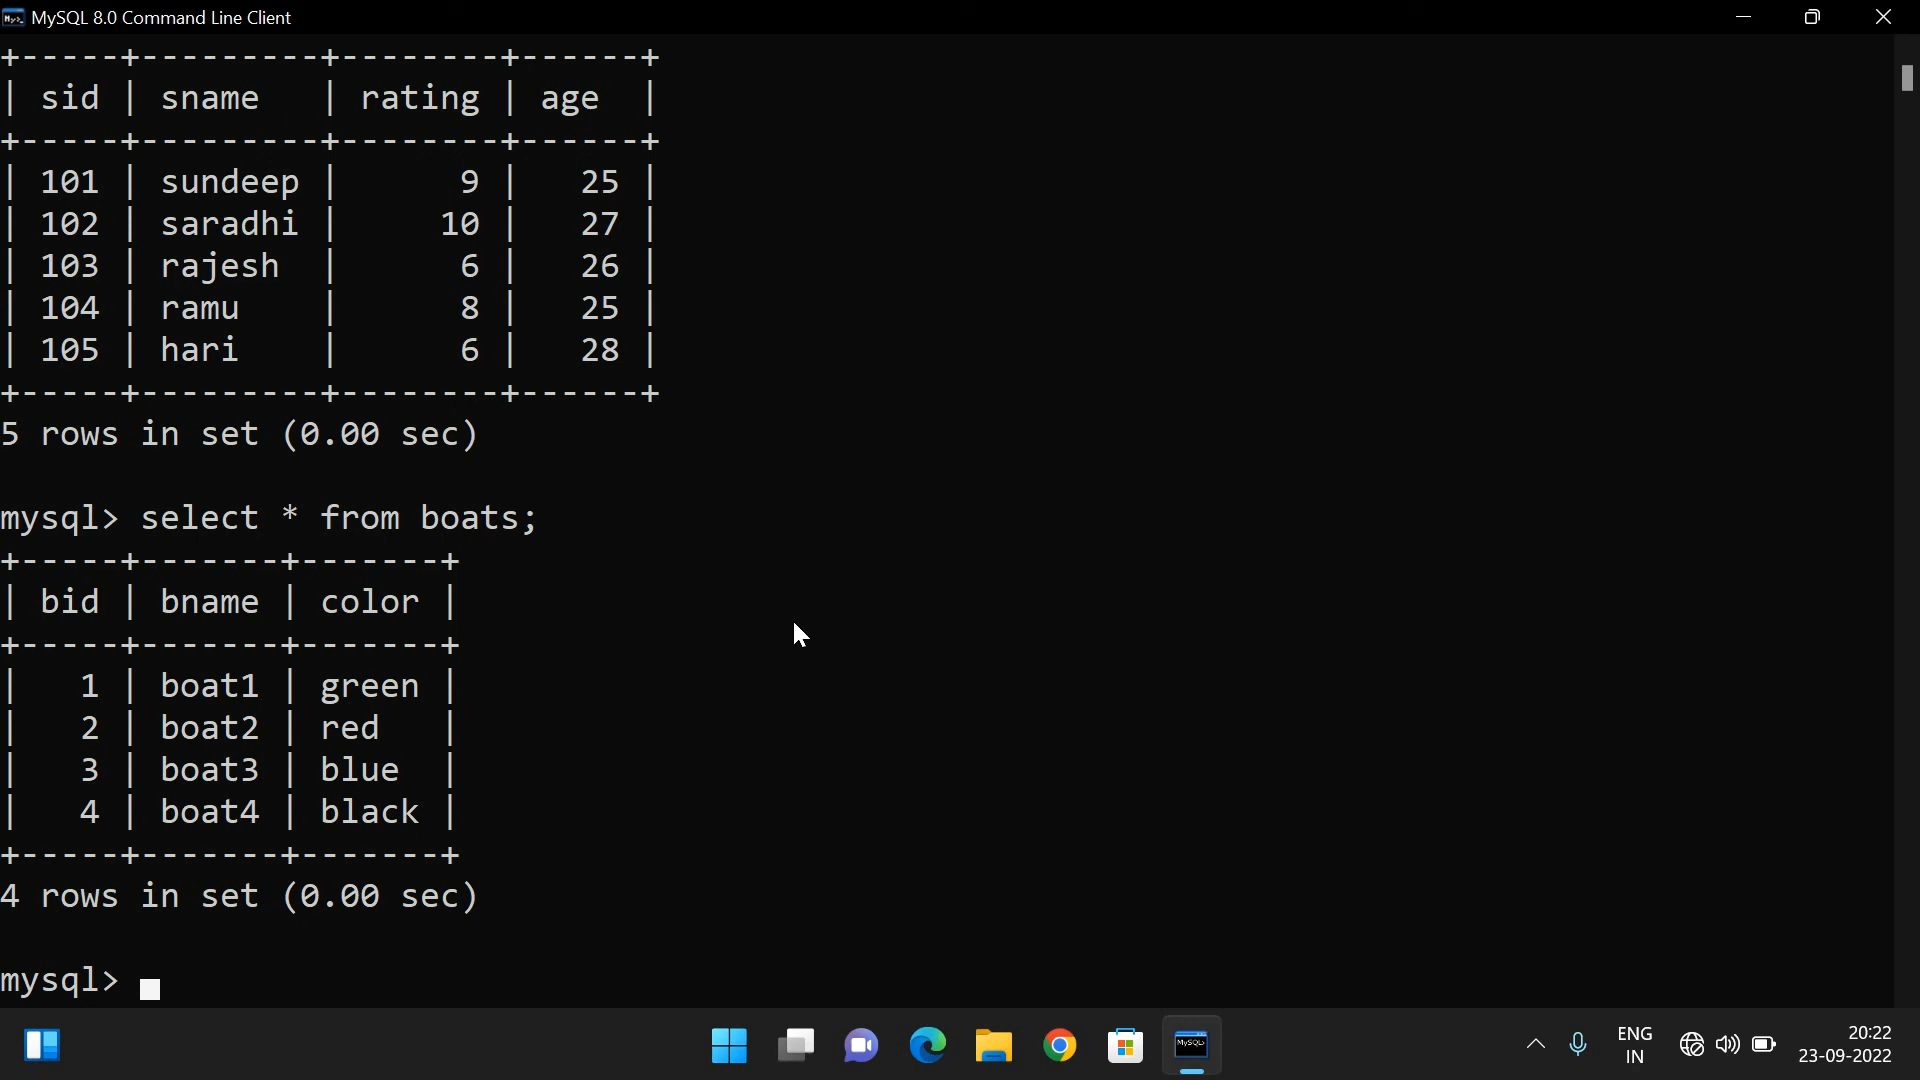 MySQL 8.0 Command Line Client
+-----+---------+--------+------+
| sid | sname   | rating | age  |
+-----+---------+--------+------+
| 101 | sundeep |      9 |   25 |
| 102 | saradhi |     10 |   27 |
| 103 | rajesh  |      6 |   26 |
| 104 | ramu    |      8 |   25 |
| 105 | hari    |      6 |   28 |
+-----+---------+--------+------+
5 rows in set (0.00 sec)
mysql> select * from boats;
+-----+-------+-------+
| bid | bname | color |
+-----+-------+-------+
|   1 | boat1 | green |
|   2 | boat2 | red   |
|   3 | boat3 | blue  |
|   4 | boat4 | black |
+-----+-------+-------+
4 rows in set (0.00 sec)
mysql>
MySQL>
ENG
IN
20:22
23-09-2022